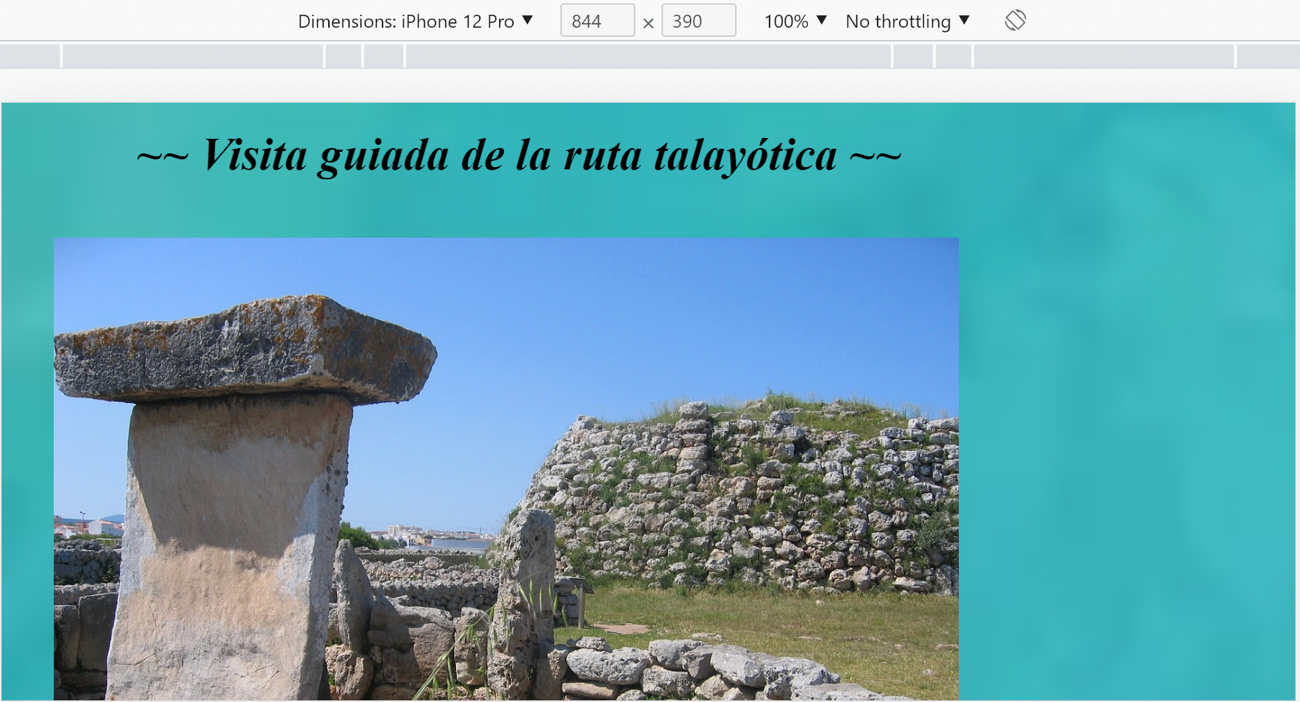 Dimensions: iPhone 12 Pro ▼ 844 × 390 100% ▼ No throttling ▼
~~ Visita guiada de la ruta talayótica ~~